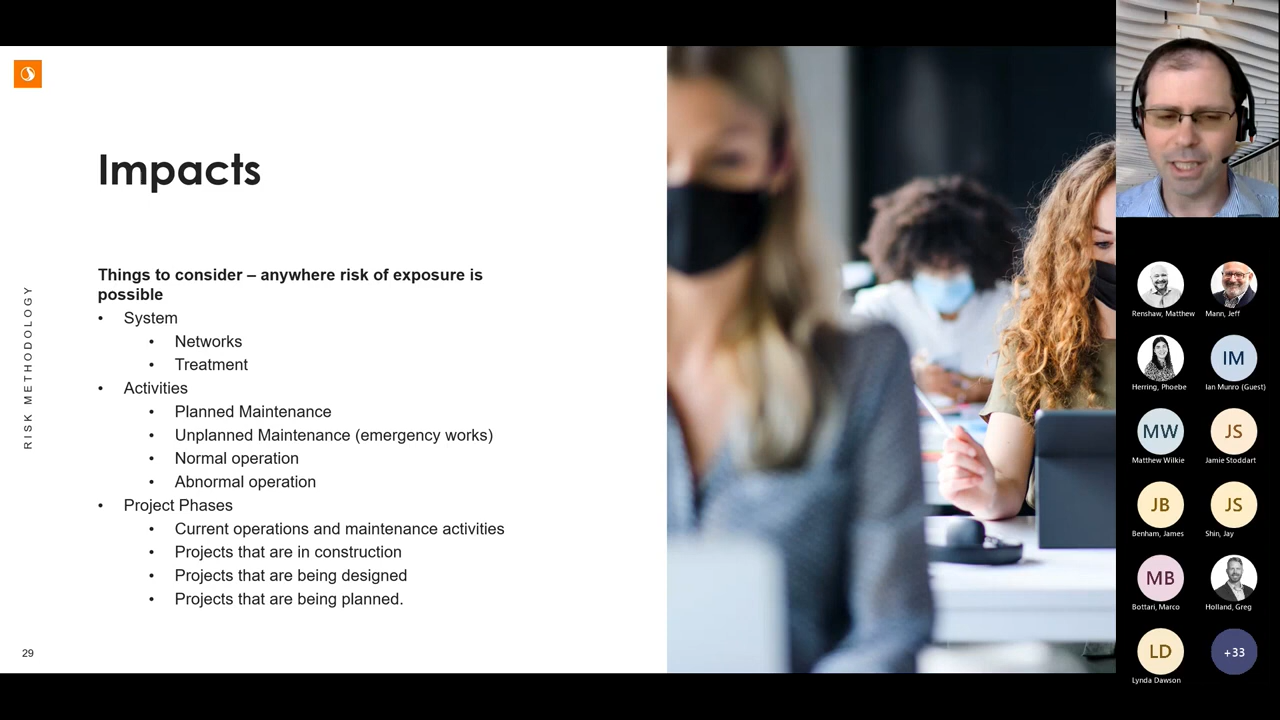 Impacts
Things to consider – anywhere risk of exposure is
possible
• System
• Networks
• Treatment
• Activities
• Planned Maintenance
• Unplanned Maintenance (emergency works)
• Normal operation
• Abnormal operation
• Project Phases
• Current operations and maintenance activities
• Projects that are in construction
• Projects that are being designed
• Projects that are being planned.
RISK METHODOLOGY
29
Renshaw, Matthew
Mann, Jeff
Herring, Phoebe
IM
Ian Munro (Guest)
MW
Matthew Wilkie
JS
Jamie Stoddart
JB
Benham, James
JS
Shin, Jay
MB
Bottari, Marco
Holland, Greg
LD
Lynda Dawson
+33